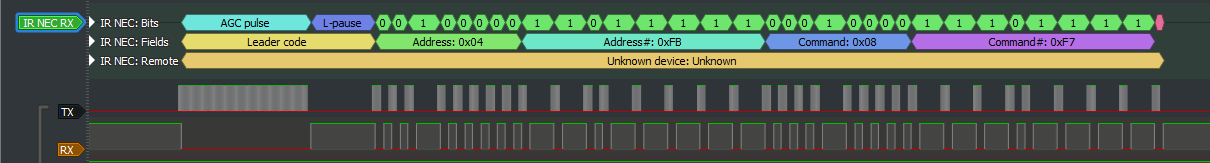 IR NEC RX
IR NEC: Bits
AGC pulse L-pause 0 0 1 0 0 0 0 0 1 1 0 1 1 1 1 1 0 0 0 1 0 0 0 0 1 1 1 0 1 1 1 1
IR NEC: Fields
Leader code Address: 0x04 Address#: 0xFB Command: 0x08 Command#: 0xF7
IR NEC: Remote
Unknown device: Unknown
TX
RX